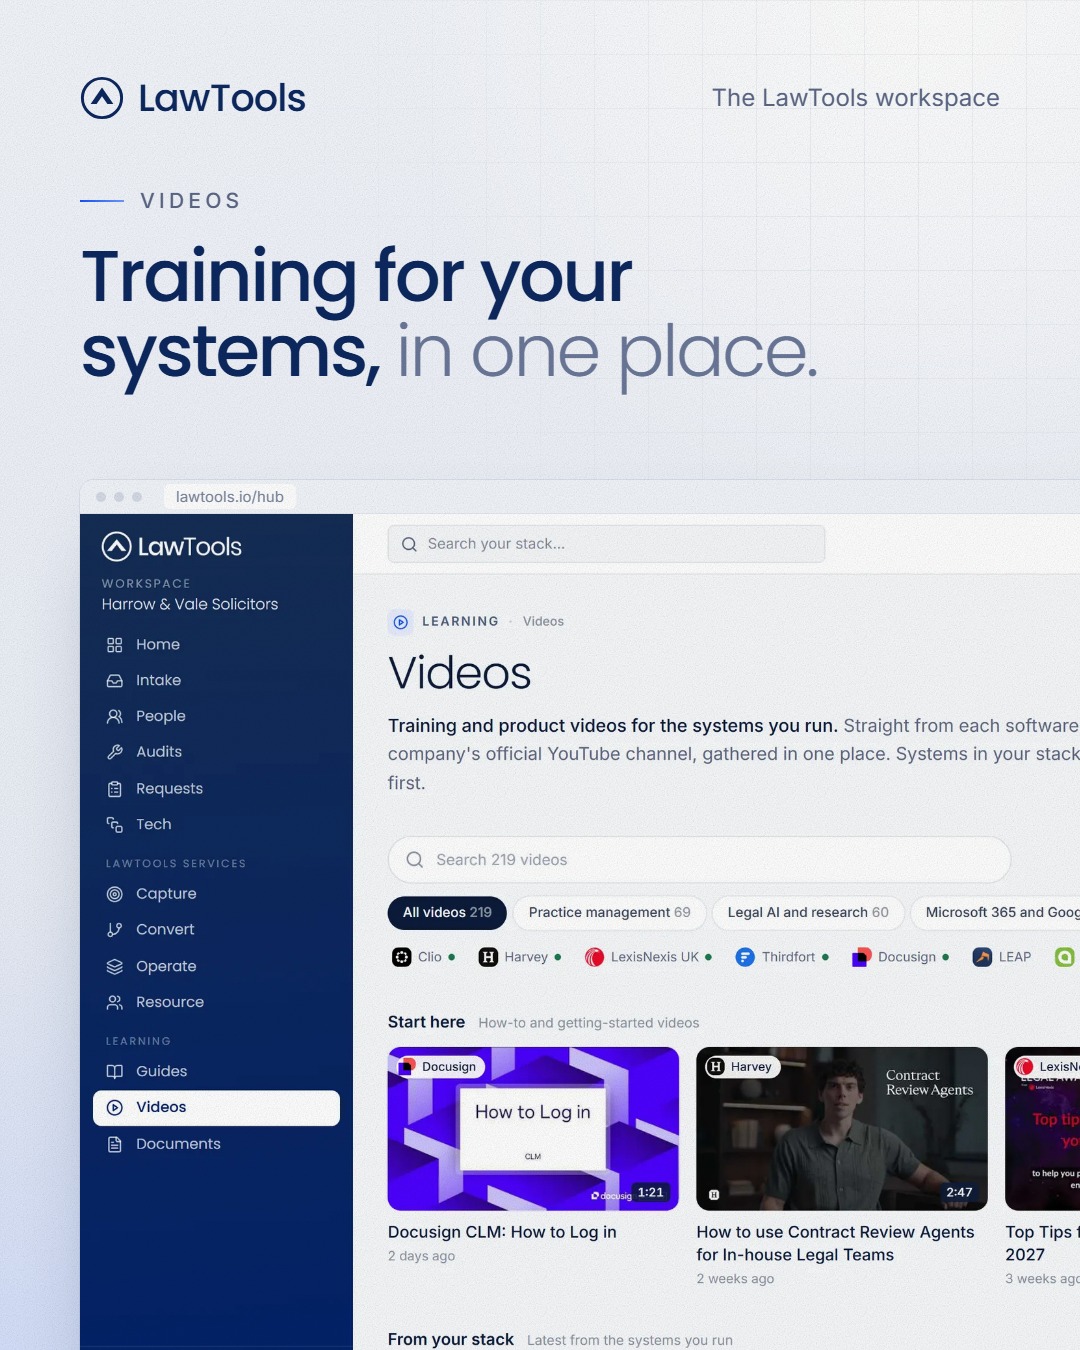 LawTools
The LawTools workspace
VIDEOS
Training for your
systems, in one place.
lawtools.io/hub
LawTools
WORKSPACE
Harrow & Vale Solicitors
Home
Intake
People
Audits
Requests
Tech
LAWTOOLS SERVICES
Capture
Convert
Operate
Resource
LEARNING
Guides
Videos
Documents
Search your stack...
LEARNING · Videos
Videos
Training and product videos for the systems you run. Straight from each software
company's official YouTube channel, gathered in one place. Systems in your stack
first.
Search 219 videos
All videos 219
Practice management 69
Legal AI and research 60
Microsoft 365 and Goog
Clio
Harvey
LexisNexis UK
Thirdfort
Docusign
LEAP
Start here How-to and getting-started videos
Docusign
How to Log in
CLM
docusig
1:21
Docusign CLM: How to Log in
2 days ago
Harvey
Contract
Review Agents
2:47
How to use Contract Review Agents
for In-house Legal Teams
2 weeks ago
LexisNe
Top tip
yo
to help you p
en
Top Tips f
2027
3 weeks ago
From your stack Latest from the systems you run